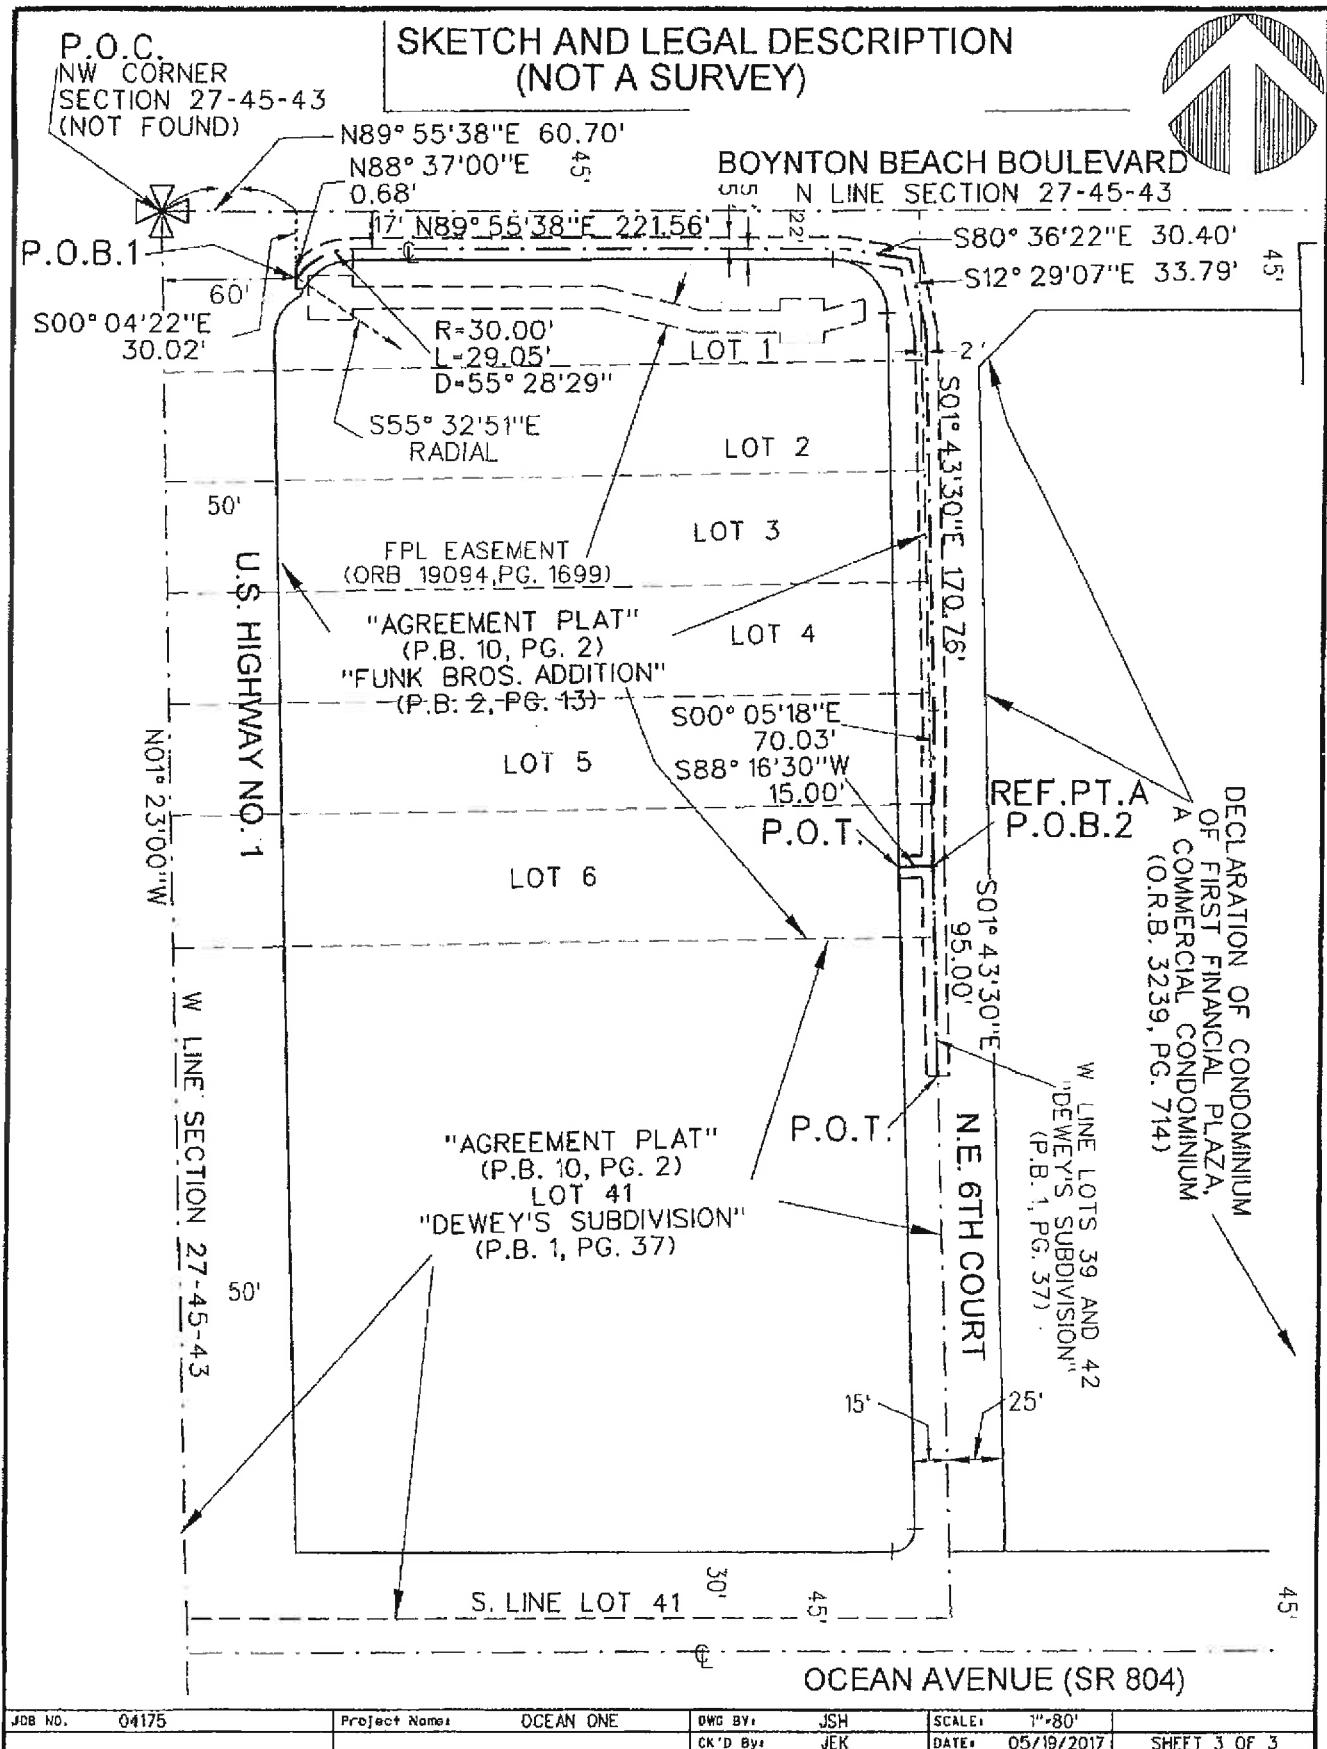 SKETCH AND LEGAL DESCRIPTION
(NOT A SURVEY)
P.O.C.
NW CORNER
SECTION 27-45-43
(NOT FOUND)
N89°55'38"E 60.70'
N88°37'00"E
0.68'
45'
BOYNTON BEACH BOULEVARD
N LINE SECTION 27-45-43
5'
5'
22'
17'
N89°55'38"E 221.56'
S80°36'22"E 30.40'
S12°29'07"E 33.79'
45'
P.O.B.1
60'
S00°04'22"E
30.02'
R=30.00'
L=29.05'
D=55°28'29"
LOT 1
2'
S55°32'51"E
RADIAL
LOT 2
50'
LOT 3
FPL EASEMENT
(ORB 19094,PG. 1699)
S01°43'30"E 170.76'
U.S. HIGHWAY NO. 1
"AGREEMENT PLAT"
(P.B. 10, PG. 2)
"FUNK BROS. ADDITION"
(P.B. 2, PG. 13)
LOT 4
S00°05'18"E
70.03'
S88°16'30"W
15.00'
LOT 5
N01°23'00"W
REF.PT.A
P.O.B.2
P.O.T.
LOT 6
S01°43'30"E
95.00'
DECLARATION OF CONDOMINIUM
OF FIRST FINANCIAL PLAZA,
A COMMERCIAL CONDOMINIUM
(O.R.B. 3239, PG. 714)
W LINE SECTION 27-45-43
W LINE LOTS 39 AND 42
"DEWEY'S SUBDIVISION"
(P.B. 1, PG. 37)
P.O.T.
N.E. 6TH COURT
"AGREEMENT PLAT"
(P.B. 10, PG. 2)
LOT 41
"DEWEY'S SUBDIVISION"
(P.B. 1, PG. 37)
50'
15'
25'
30'
45'
45'
S. LINE LOT 41
OCEAN AVENUE (SR 804)
JOB NO. 04175 Project Name: OCEAN ONE DWG BY: JSH SCALE: 1"=80'
CK'D By: JEK DATE: 05/19/2017 SHEET 3 OF 3